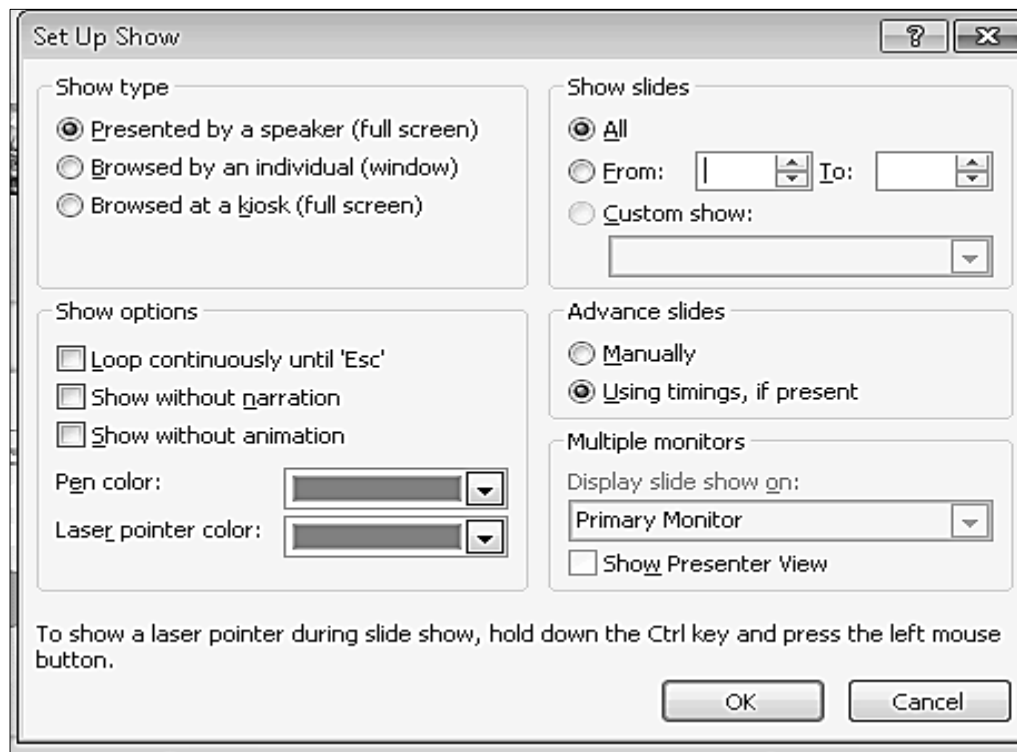 Set Up Show
Show type
Presented by a speaker (full screen)
Browsed by an individual (window)
Browsed at a kiosk (full screen)
Show slides
All
From: To:
Custom show:
Show options
Loop continuously until 'Esc'
Show without narration
Show without animation
Pen color:
Laser pointer color:
Advance slides
Manually
Using timings, if present
Multiple monitors
Display slide show on:
Primary Monitor
Show Presenter View
To show a laser pointer during slide show, hold down the Ctrl key and press the left mouse
button.
OK Cancel